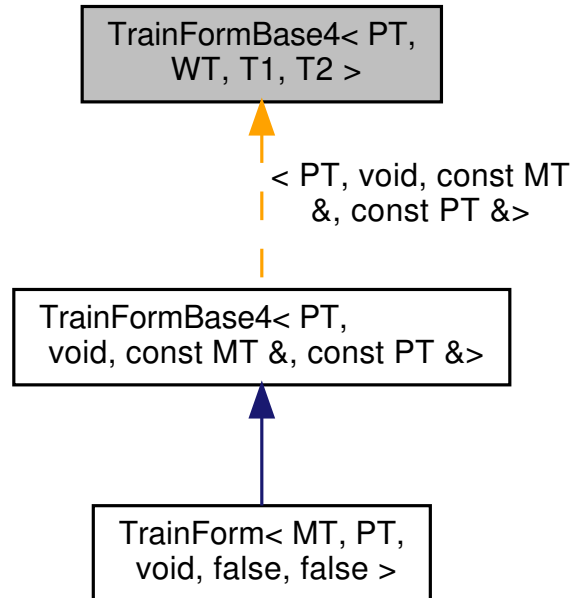 TrainFormBase4< PT,
WT, T1, T2 >
< PT, void, const MT
&, const PT &>
TrainFormBase4< PT,
void, const MT &, const PT &>
TrainForm< MT, PT,
void, false, false >